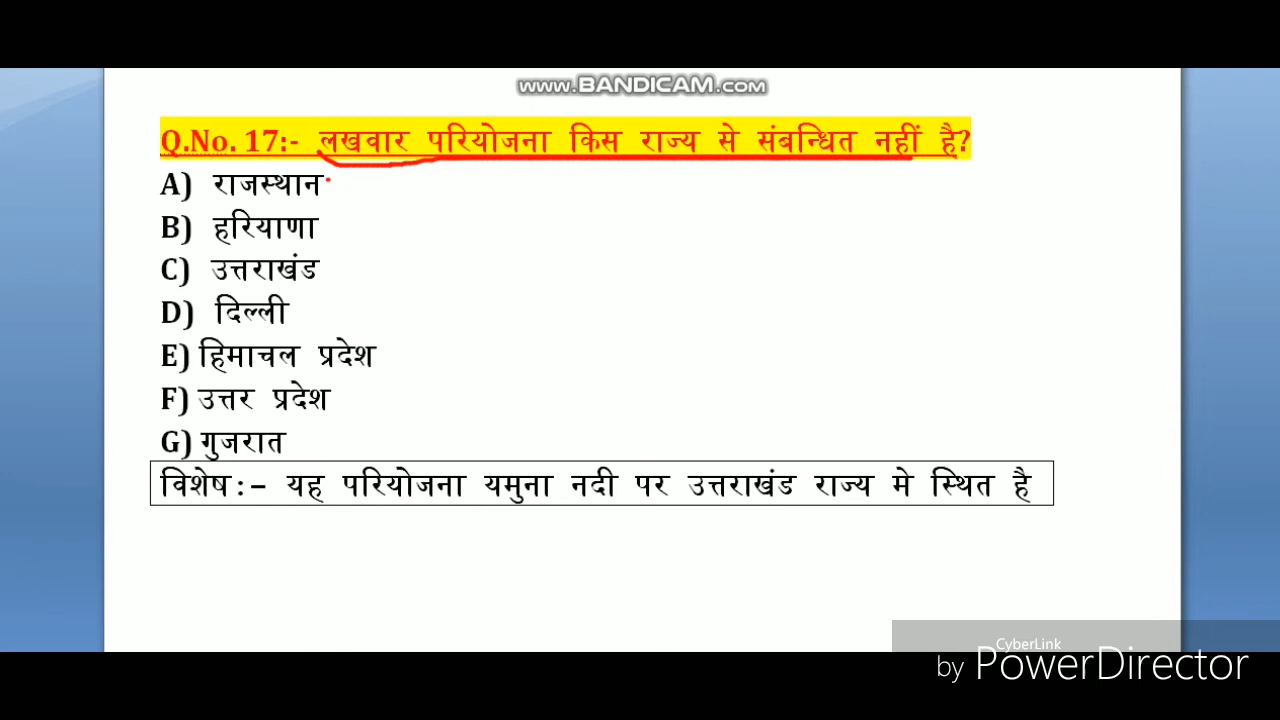 www.BANDICAM.com
Q.No. 17:- लखवार परियोजना किस राज्य से संबन्धित नहीं है?
A) राजस्थान
B) हरियाणा
C) उत्तराखंड
D) दिल्ली
E) हिमाचल प्रदेश
F) उत्तर प्रदेश
G) गुजरात
विशेष:– यह परियोजना यमुना नदी पर उत्तराखंड राज्य मे स्थित है
CyberLink
by PowerDirector